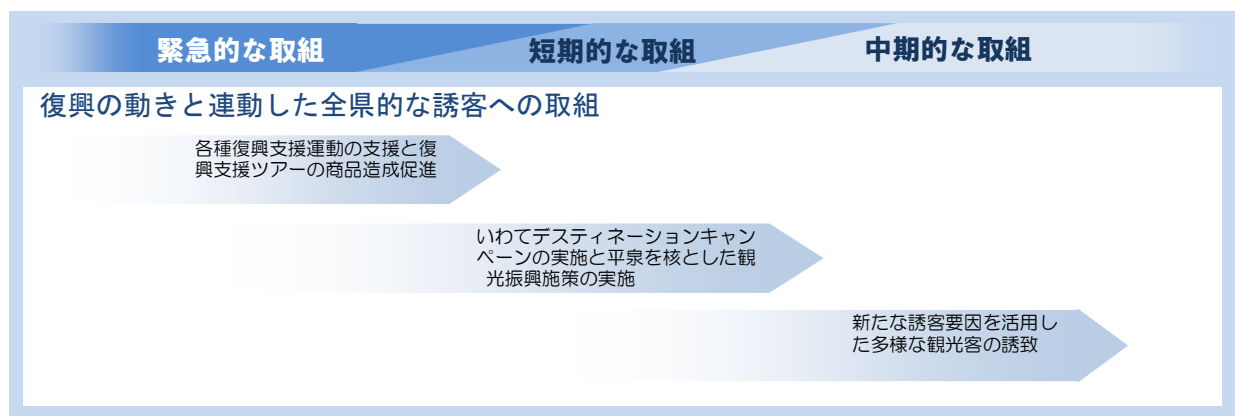 緊急的な取組 短期的な取組 中期的な取組
復興の動きと連動した全県的な誘客への取組
各種復興支援運動の支援と復
興支援ツアーの商品造成促進
いわてデスティネーションキャン
ペーンの実施と平泉を核とした観
光振興施策の実施
新たな誘客要因を活用し
た多様な観光客の誘致